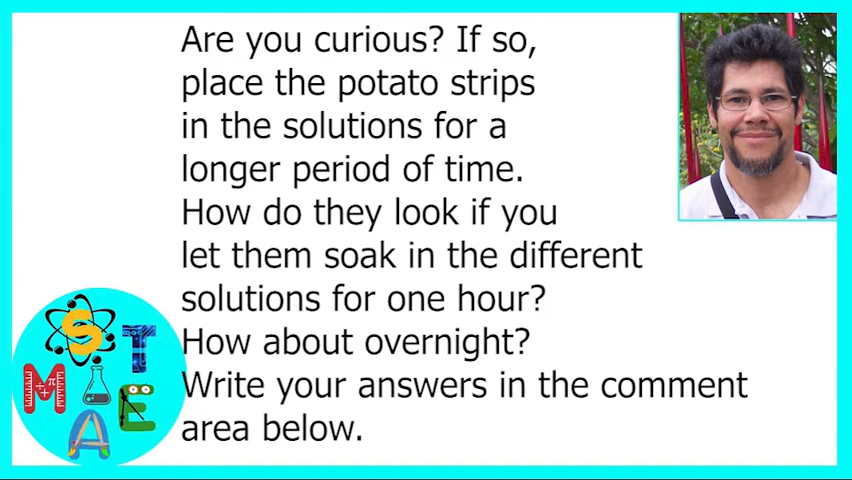 Are you curious? If so,
place the potato strips
in the solutions for a
longer period of time.
How do they look if you
let them soak in the different
solutions for one hour?
How about overnight?
Write your answers in the comment
area below.
S
T
M
E
A